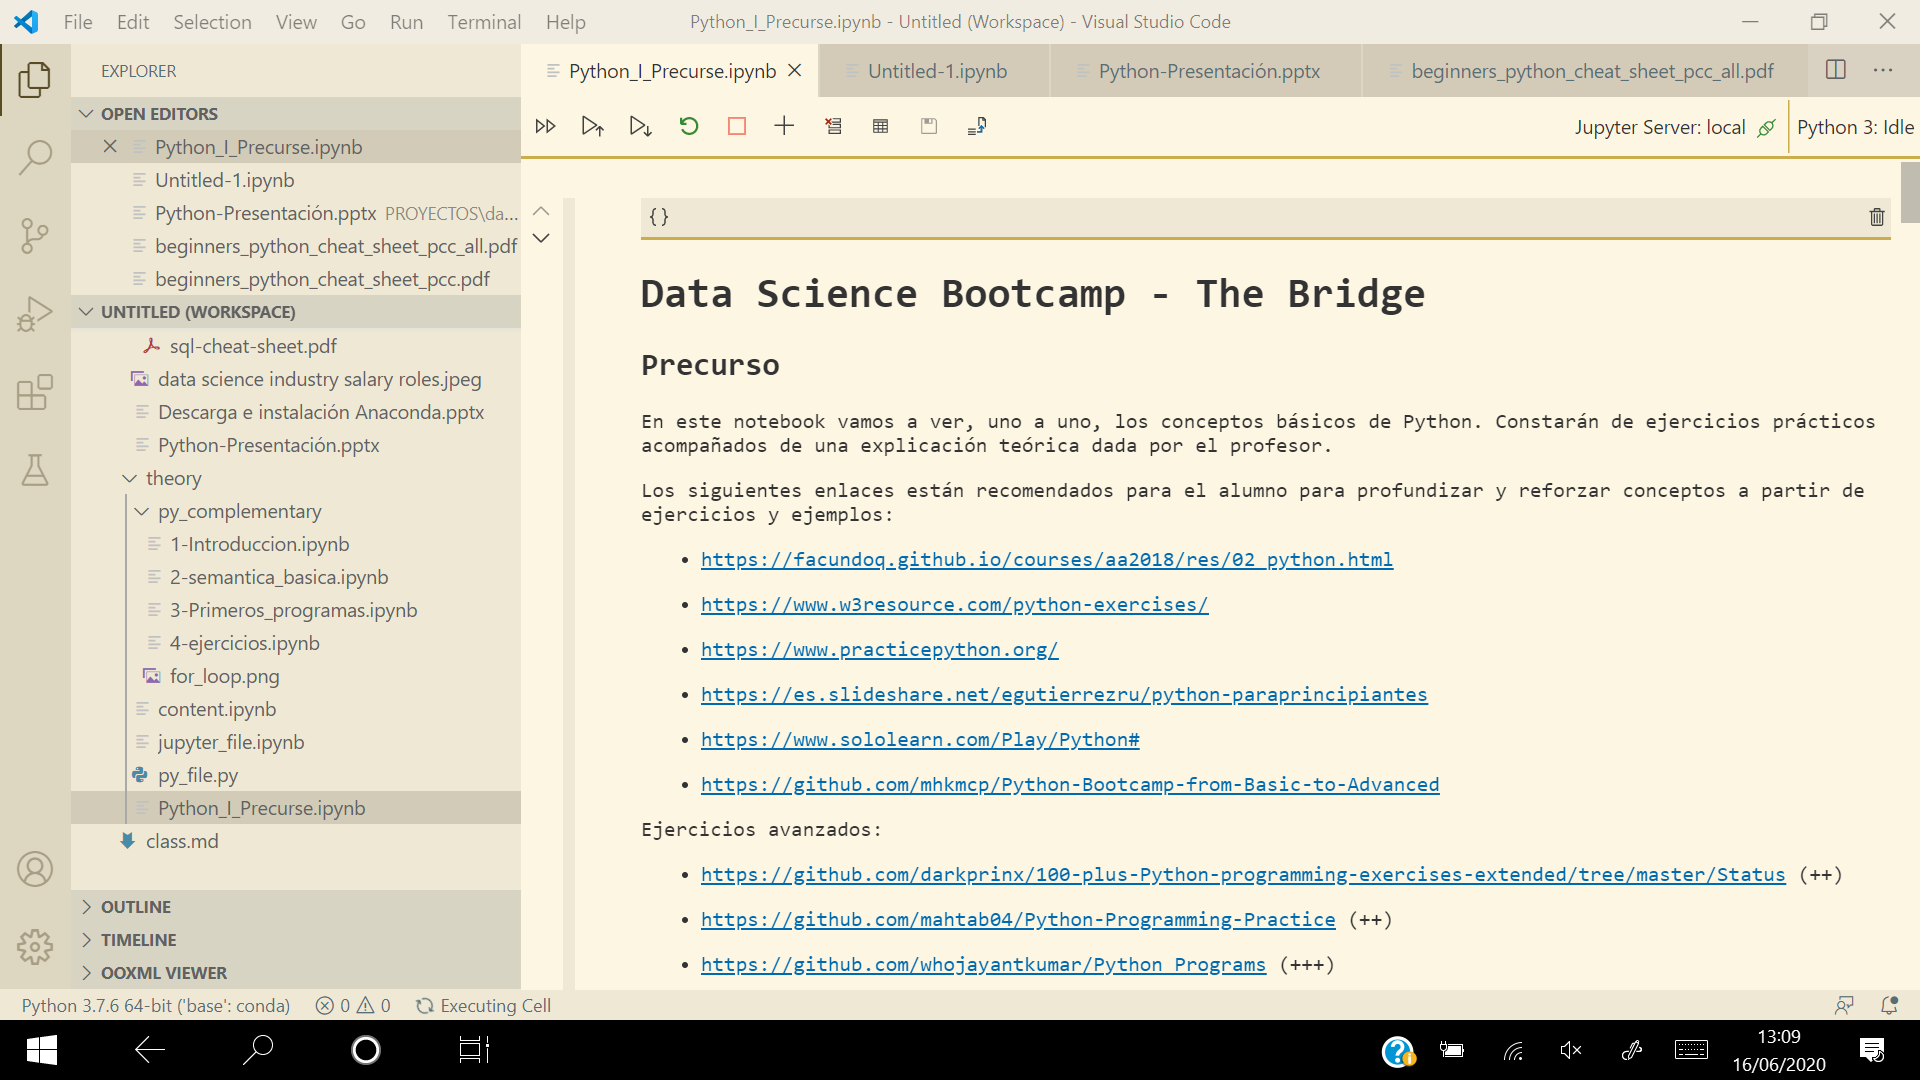 File Edit Selection View Go Run Terminal Help
Python_I_Precurse.ipynb - Untitled (Workspace) - Visual Studio Code
EXPLORER
OPEN EDITORS
Python_I_Precurse.ipynb
Untitled-1.ipynb
Python-Presentación.pptx PROYECTOS\da...
beginners_python_cheat_sheet_pcc_all.pdf
beginners_python_cheat_sheet_pcc.pdf
UNTITLED (WORKSPACE)
sql-cheat-sheet.pdf
data science industry salary roles.jpeg
Descarga e instalación Anaconda.pptx
Python-Presentación.pptx
theory
py_complementary
1-Introduccion.ipynb
2-semantica_basica.ipynb
3-Primeros_programas.ipynb
4-ejercicios.ipynb
for_loop.png
content.ipynb
jupyter_file.ipynb
py_file.py
Python_I_Precurse.ipynb
class.md
OUTLINE
TIMELINE
OOXML VIEWER
Python_I_Precurse.ipynb Untitled-1.ipynb Python-Presentación.pptx beginners_python_cheat_sheet_pcc_all.pdf
Jupyter Server: local Python 3: Idle
{}
Data Science Bootcamp - The Bridge
Precurso
En este notebook vamos a ver, uno a uno, los conceptos básicos de Python. Constarán de ejercicios prácticos
acompañados de una explicación teórica dada por el profesor.
Los siguientes enlaces están recomendados para el alumno para profundizar y reforzar conceptos a partir de
ejercicios y ejemplos:
• https://facundoq.github.io/courses/aa2018/res/02_python.html
• https://www.w3resource.com/python-exercises/
• https://www.practicepython.org/
• https://es.slideshare.net/egutierrezru/python-paraprincipiantes
• https://www.sololearn.com/Play/Python#
• https://github.com/mhkmcp/Python-Bootcamp-from-Basic-to-Advanced
Ejercicios avanzados:
• https://github.com/darkprinx/100-plus-Python-programming-exercises-extended/tree/master/Status (++)
• https://github.com/mahtab04/Python-Programming-Practice (++)
• https://github.com/whojayantkumar/Python_Programs (+++)
Python 3.7.6 64-bit ('base': conda) 0 0 Executing Cell
13:09
16/06/2020